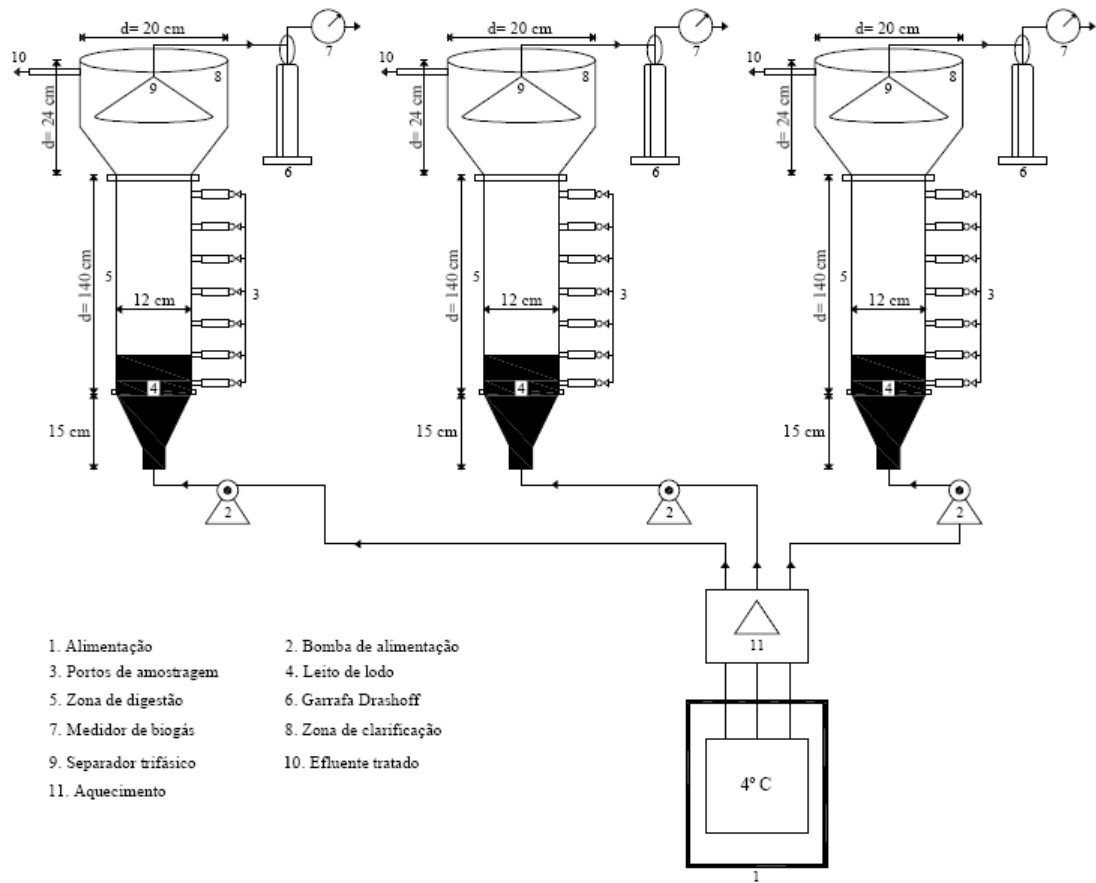 d= 20 cm
7
10
8
9
d= 24 cm
6
5
d= 140 cm
12 cm
3
4
15 cm
2
d= 20 cm
7
10
8
9
d= 24 cm
6
5
d= 140 cm
12 cm
3
4
15 cm
2
d= 20 cm
7
10
8
9
d= 24 cm
6
5
d= 140 cm
12 cm
3
4
15 cm
2
11
4º C
1
1. Alimentação
2. Bomba de alimentação
3. Portos de amostragem
4. Leito de lodo
5. Zona de digestão
6. Garrafa Drashoff
7. Medidor de biogás
8. Zona de clarificação
9. Separador trifásico
10. Efluente tratado
11. Aquecimento